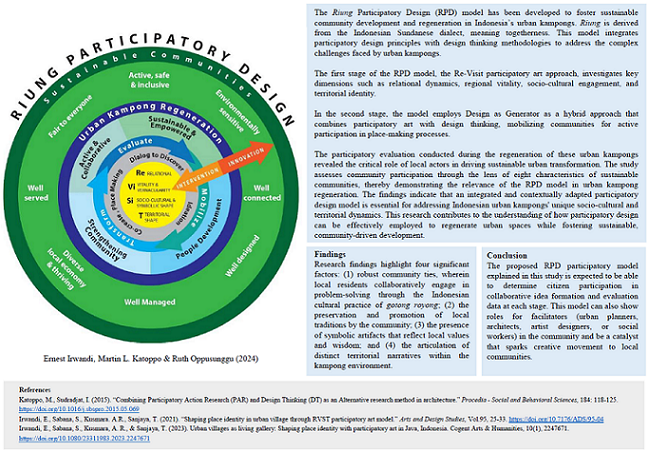 RIUNG PARTICIPATORY DESIGN
Sustainable Communities
Active, safe
& inclusive
Fair to everyone
Environmentally
sensitive
Well
served
Well
connected
Diverse
local economy
& thriving
Well designed
Well Managed
Urban Kampong Regeneration
Active &
Collaborative
Sustainable &
Empowered
Strengthening
Community
People Development
Evaluate
Mobilize
Transform
Dialog to Discover
Ideation
Co-create - Place Making
INTERVENTION
INNOVATION
Re RELATIONAL
Vi VITALITY &
VERNACULARITY
Si SOCIO-CULTURAL &
SYMBOLIC SHAPE
T TERRITORIAL
SHAPE
Ernest Irwandi, Martin L. Katoppo & Ruth Oppusunggu (2024)
The Riung Participatory Design (RPD) model has been developed to foster sustainable
community development and regeneration in Indonesia's urban kampongs. Riung is derived
from the Indonesian Sundanese dialect, meaning togetherness. This model integrates
participatory design principles with design thinking methodologies to address the complex
challenges faced by urban kampongs.
The first stage of the RPD model, the Re-Visit participatory art approach, investigates key
dimensions such as relational dynamics, regional vitality, socio-cultural engagement, and
territorial identity.
In the second stage, the model employs Design as Generator as a hybrid approach that
combines participatory art with design thinking, mobilizing communities for active
participation in place-making processes.
The participatory evaluation conducted during the regeneration of these urban kampongs
revealed the critical role of local actors in driving sustainable urban transformation. The study
assesses community participation through the lens of eight characteristics of sustainable
communities, thereby demonstrating the relevance of the RPD model in urban kampong
regeneration. The findings indicate that an integrated and contextually adapted participatory
design model is essential for addressing Indonesian urban kampungs' unique socio-cultural and
territorial dynamics. This research contributes to the understanding of how participatory design
can be effectively employed to regenerate urban spaces while fostering sustainable,
community-driven development.
Findings
Research findings highlight four significant
factors: (1) robust community ties, wherein
local residents collaboratively engage in
problem-solving through the Indonesian
cultural practice of gotong royong; (2) the
preservation and promotion of local
traditions by the community; (3) the presence
of symbolic artifacts that reflect local values
and wisdom; and (4) the articulation of
distinct territorial narratives within the
kampong environment.
Conclusion
The proposed RPD participatory model
explained in this study is expected to be able
to determine citizen participation in
collaborative idea formation and evaluation
data at each stage. This model can also show
roles for facilitators (urban planners,
architects, artist designers, or social
workers) in the community and be a catalyst
that sparks creative movement to local
communities.
References
Katoppo, M., Sudradjat, I. (2015). "Combining Participatory Action Research (PAR) and Design Thinking (DT) as an Alternative research method in architecture." Procedia - Social and Behavioral Sciences, 184: 118-125.
https://doi.org/10.1016/j.sbspro.2015.05.069
Irwandi, E., Sabana, S., Kusmara, A.R., Sanjaya, T. (2021). "Shaping place identity in urban village through RVST participatory art model." Arts and Design Studies, Vol.95, 25-33. https://doi.org/10.7176/ADS/95-04
Irwandi, E., Sabana, S., Kusmara, A. R., & Sanjaya, T. (2023). Urban villages as living gallery: Shaping place identity with participatory art in Java, Indonesia. Cogent Arts & Humanities, 10(1), 2247671.
https://doi.org/10.1080/23311983.2023.2247671